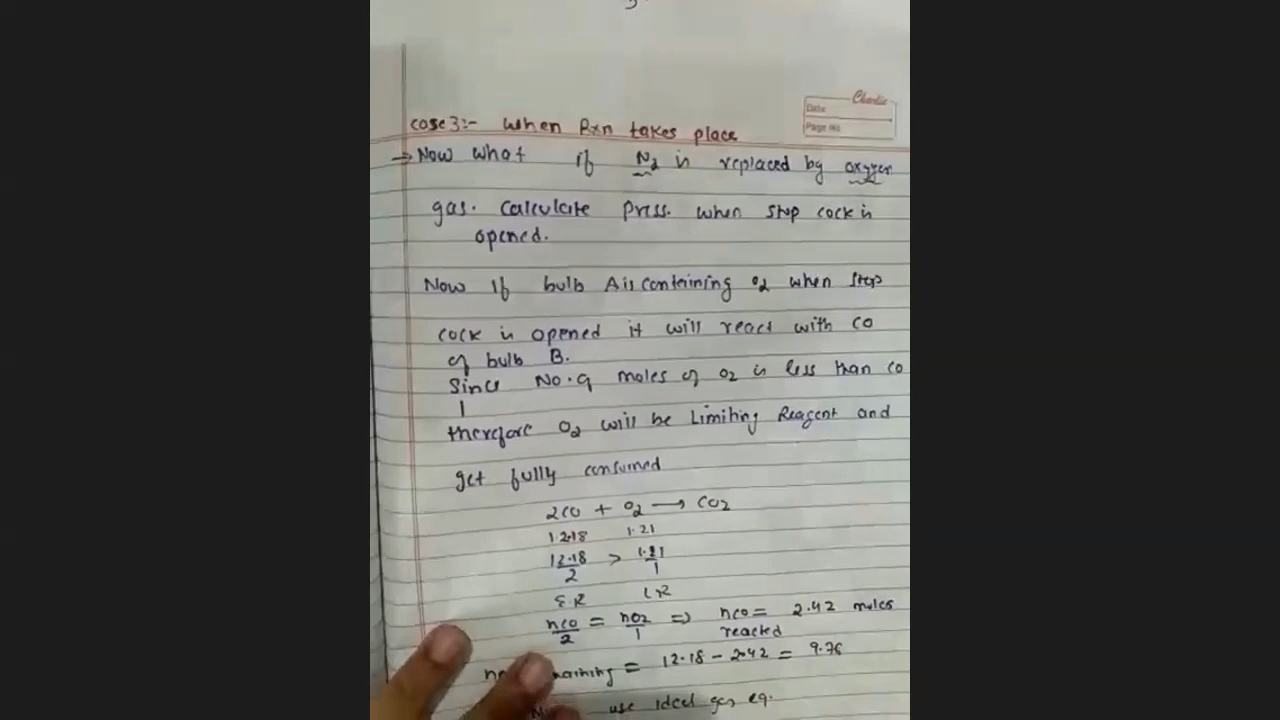 Classic
Date
Page No.
Case 3:- When Rxn takes place
→ Now what if N2 is replaced by oxygen
gas. Calculate Press. when stop cock is
opened.
Now if bulb A is containing O2 when stop
cock is opened it will react with CO
of bulb B.
Since No. of moles of O2 is less than CO
therefore O2 will be Limiting Reagent and
get fully consumed
2CO + O2 → CO2
12.18 1.21
12.18/2 > 1.21/1
E.R LR
nCO/2 = nO2/1 ⇒ nCO = 2.42 moles
reacted
= 12.18 - 2.42 = 9.76
use ideal gas eq.